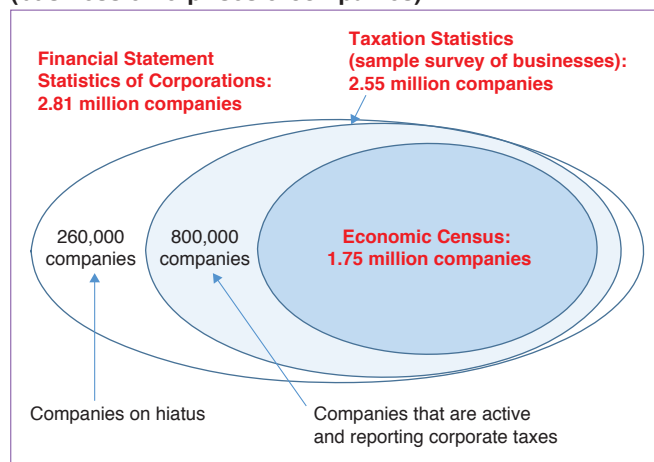 Financial Statement
Statistics of Corporations:
2.81 million companies
Taxation Statistics
(sample survey of businesses):
2.55 million companies
260,000
companies
800,000
companies
Economic Census:
1.75 million companies
Companies on hiatus
Companies that are active
and reporting corporate taxes